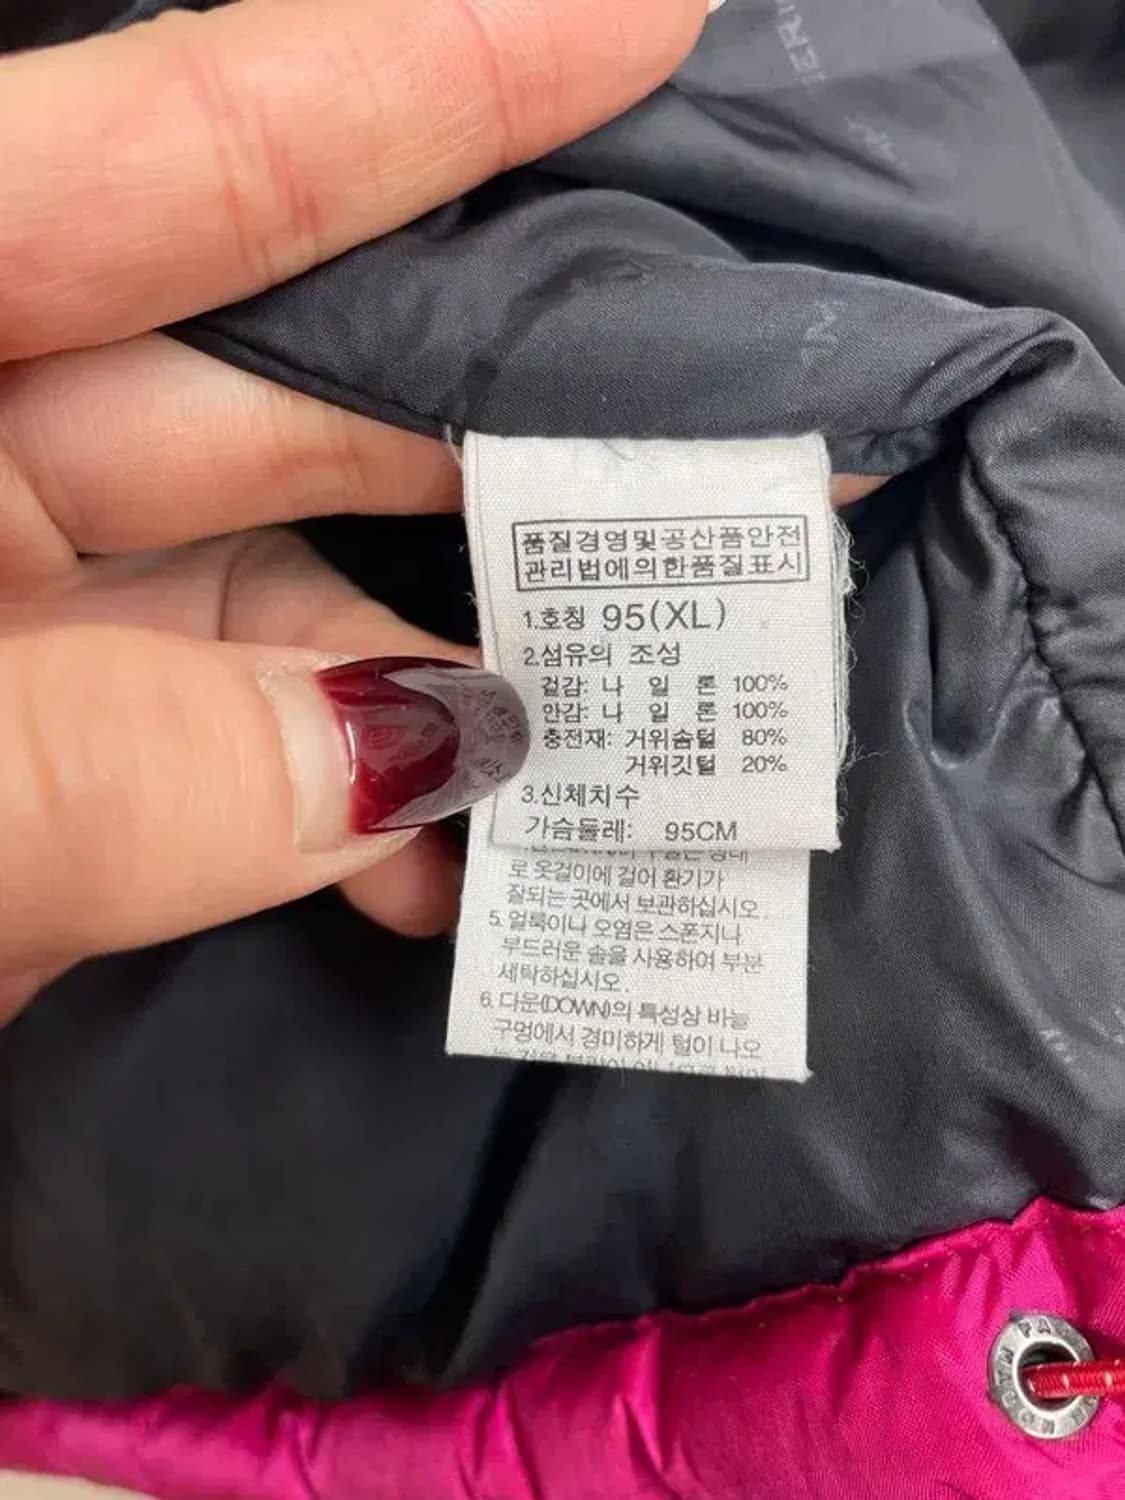 품질경영및공산품안전
관리법에의한품질표시
1.호칭 95(XL)
2.섬유의 조성
겉감: 나 일 론 100%
안감: 나 일 론 100%
충전재: 거위솜털 80%
거위깃털 20%
3.신체치수
가슴둘레: 95CM
로 옷걸이에 걸어 환기가
잘되는 곳에서 보관하십시오.
5. 얼룩이나 오염은 스폰지나
부드러운 솔을 사용하여 부분
세탁하십시오.
6. 다운(DOWN)의 특성상 바늘
구멍에서 경미하게 털이 나오